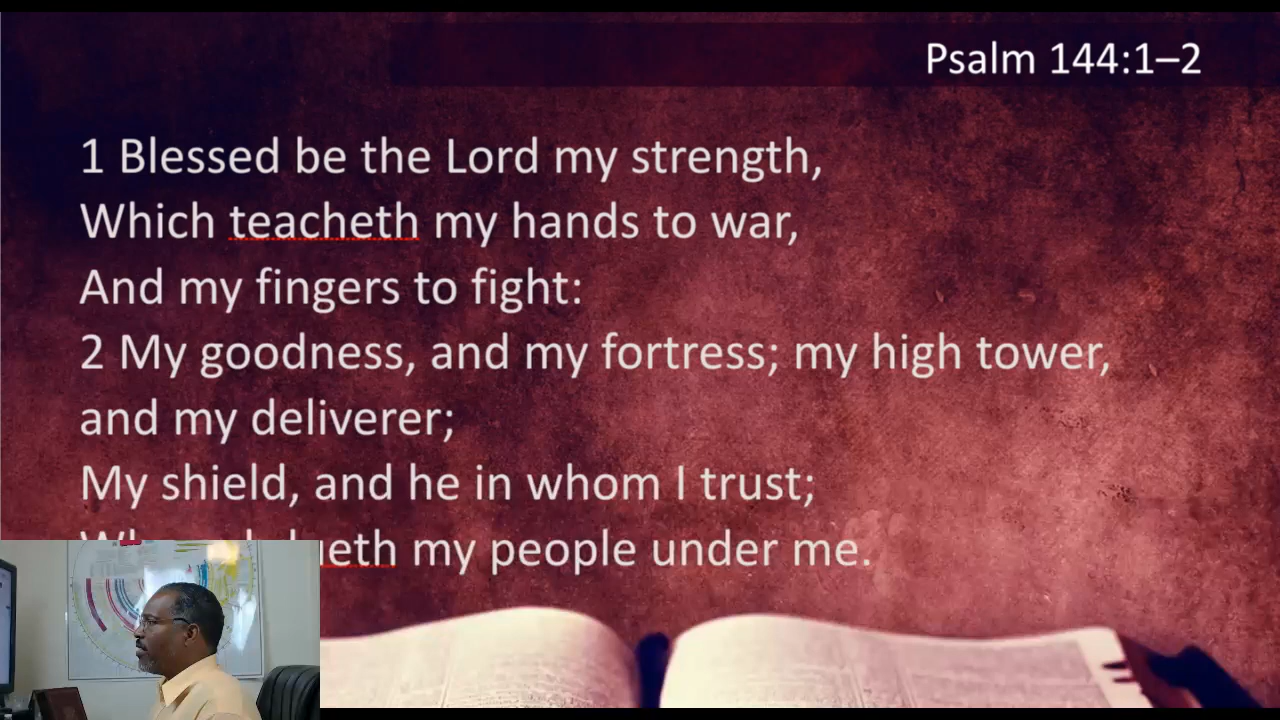 Psalm 144:1–2
1 Blessed be the Lord my strength,
Which teacheth my hands to war,
And my fingers to fight:
2 My goodness, and my fortress; my high tower,
and my deliverer;
My shield, and he in whom I trust;
my people under me.